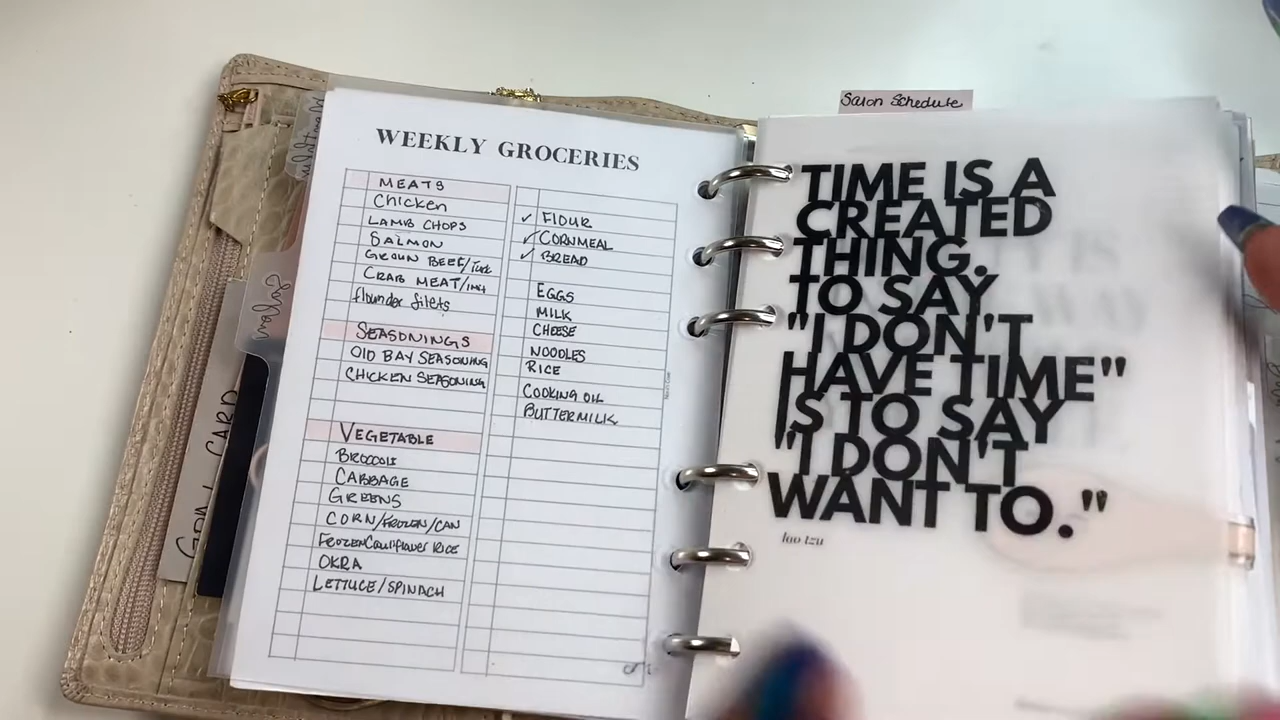 WEEKLY GROCERIES
MEATS
Chicken
LAMB CHOPS
SALMON
GROUN BEEF/Turk
CRAB MEAT/IMI
flounder filets
SEASONINGS
OLD BAY SEASONING
CHICKEN SEASONING
VEGETABLE
BROCCOLI
CABBAGE
GREENS
CORN/FROZEN/CAN
FROZEN CAULIFLOWER RICE
OKRA
LETTUCE/SPINACH
✓ FLOUR
✓ CORNMEAL
✓ BREAD
EGGS
MILK
CHEESE
NOODLES
RICE
COOKING OIL
BUTTERMILK
Salon Schedule
TIME IS A
CREATED
THING.
TO SAY
"I DON'T
HAVE TIME"
IS TO SAY
"I DON'T
WANT TO."
lao tzu
CARD